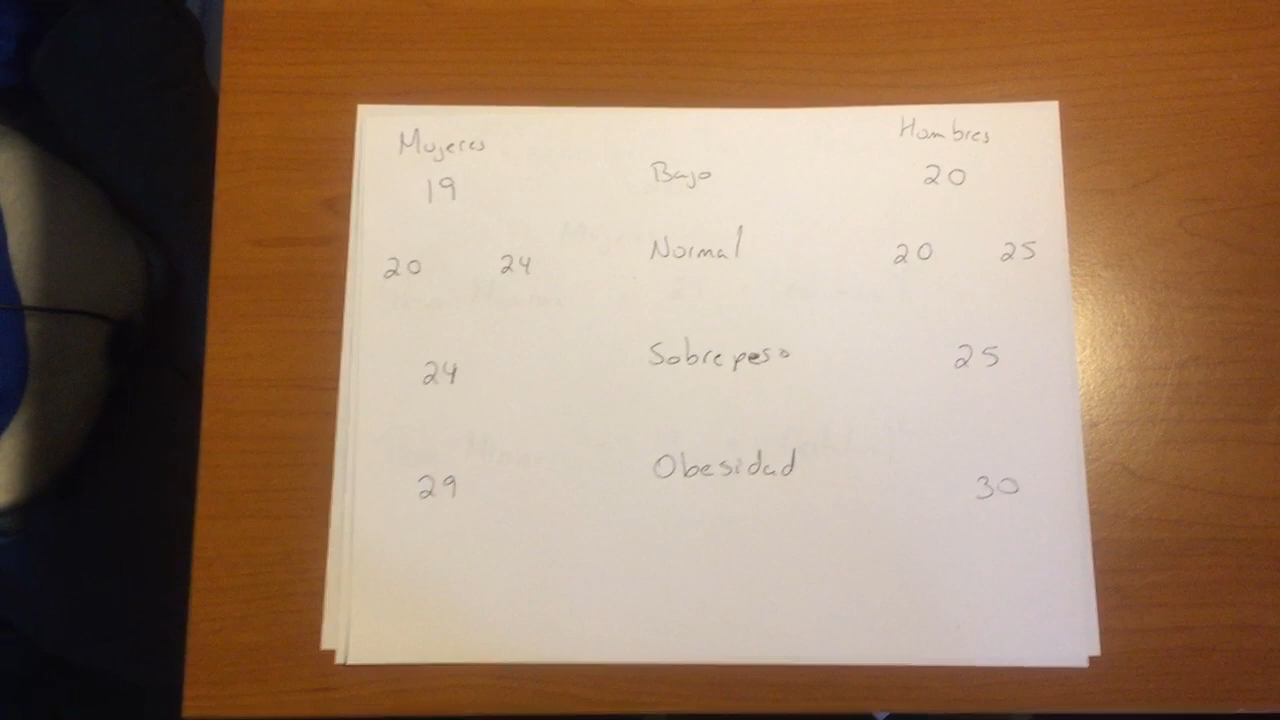 Mujeres Hombres
19 Bajo 20
20 24 Normal 20 25
24 Sobrepeso 25
29 Obesidad 30